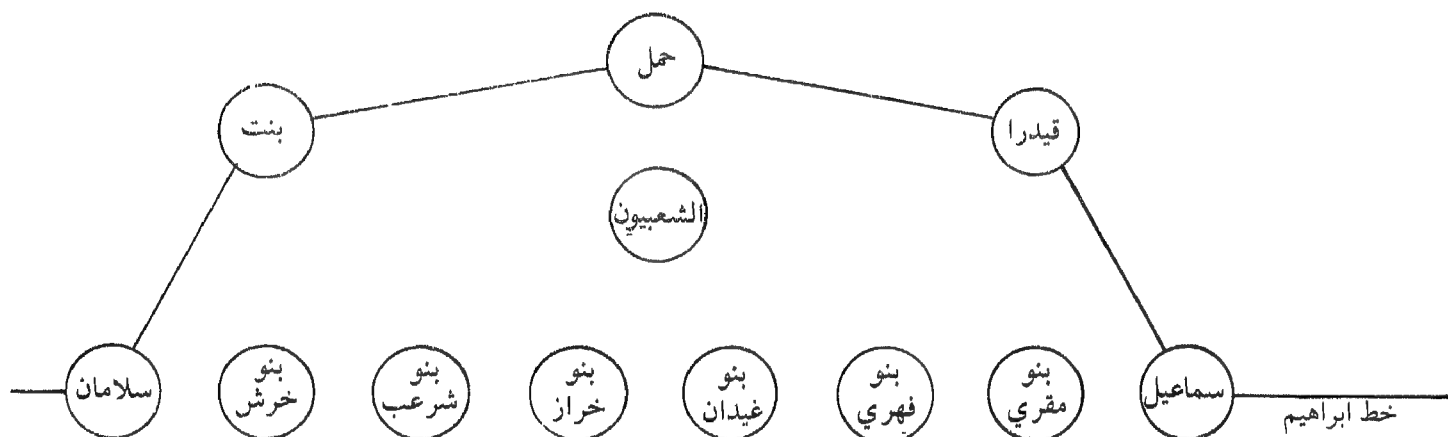 حمل
قيدرا
بنت
الشعبيون
سماعيل
بنو
مقري
بنو
فهري
بنو
غيدان
بنو
خراز
بنو
شرعب
بنو
خرش
سلامان
خط ابراهيم